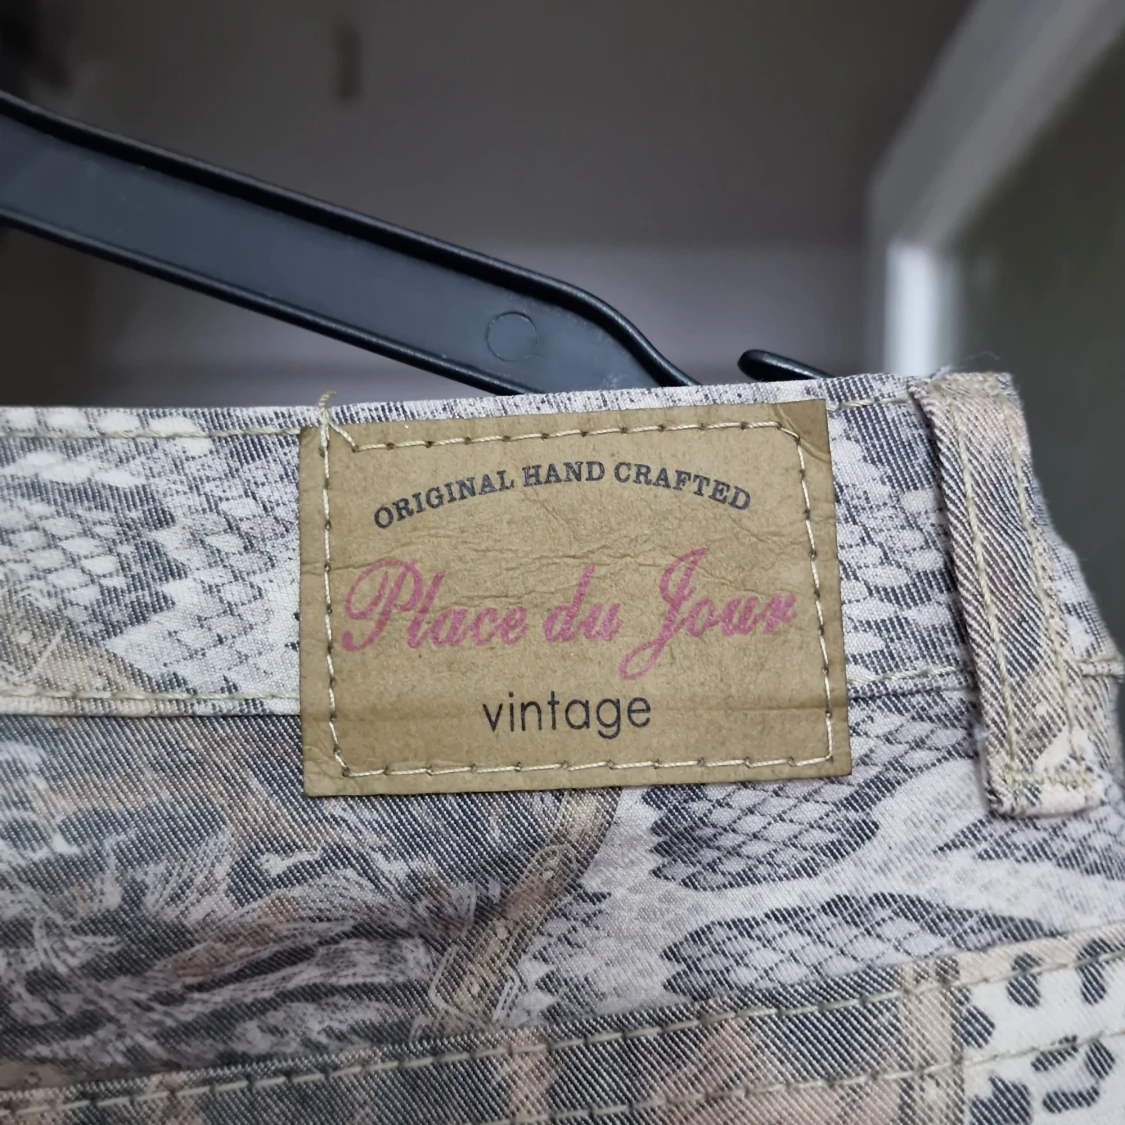 ORIGINAL HAND CRAFTED
Place du Jour
vintage